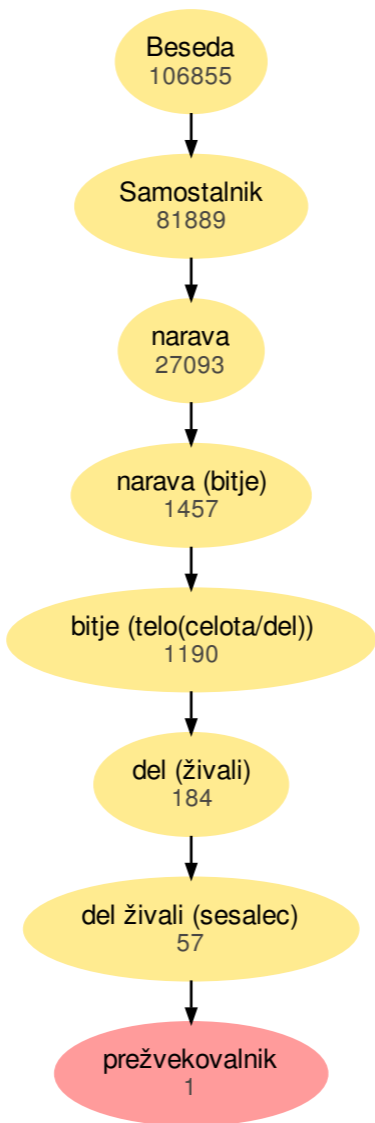 Beseda
106855
Samostalnik
81889
narava
27093
narava (bitje)
1457
bitje (telo(celota/del))
1190
del (živali)
184
del živali (sesalec)
57
prežvekovalnik
1